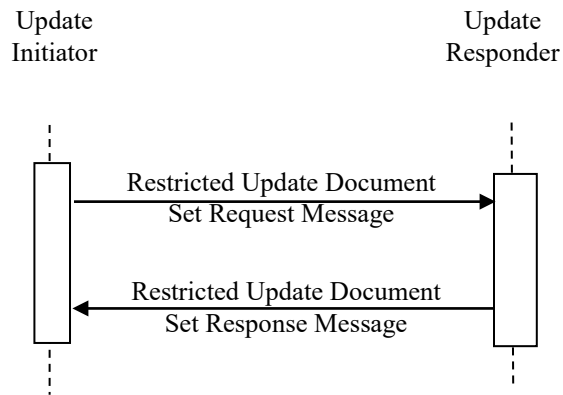 Update
Initiator
Update
Responder
Restricted Update Document
Set Request Message
Restricted Update Document
Set Response Message